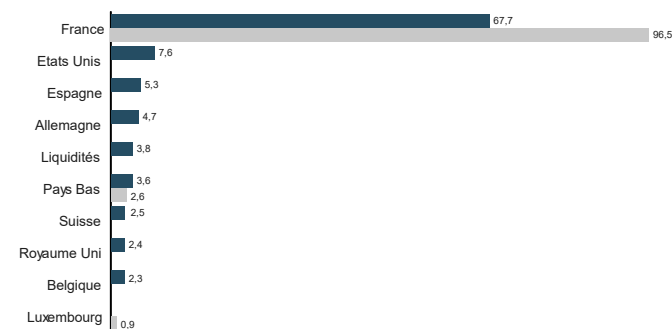 France 67,7
96,5
Etats Unis 7,6
Espagne 5,3
Allemagne 4,7
Liquidités 3,8
Pays Bas 3,6
2,6
Suisse 2,5
Royaume Uni 2,4
Belgique 2,3
Luxembourg 0,9